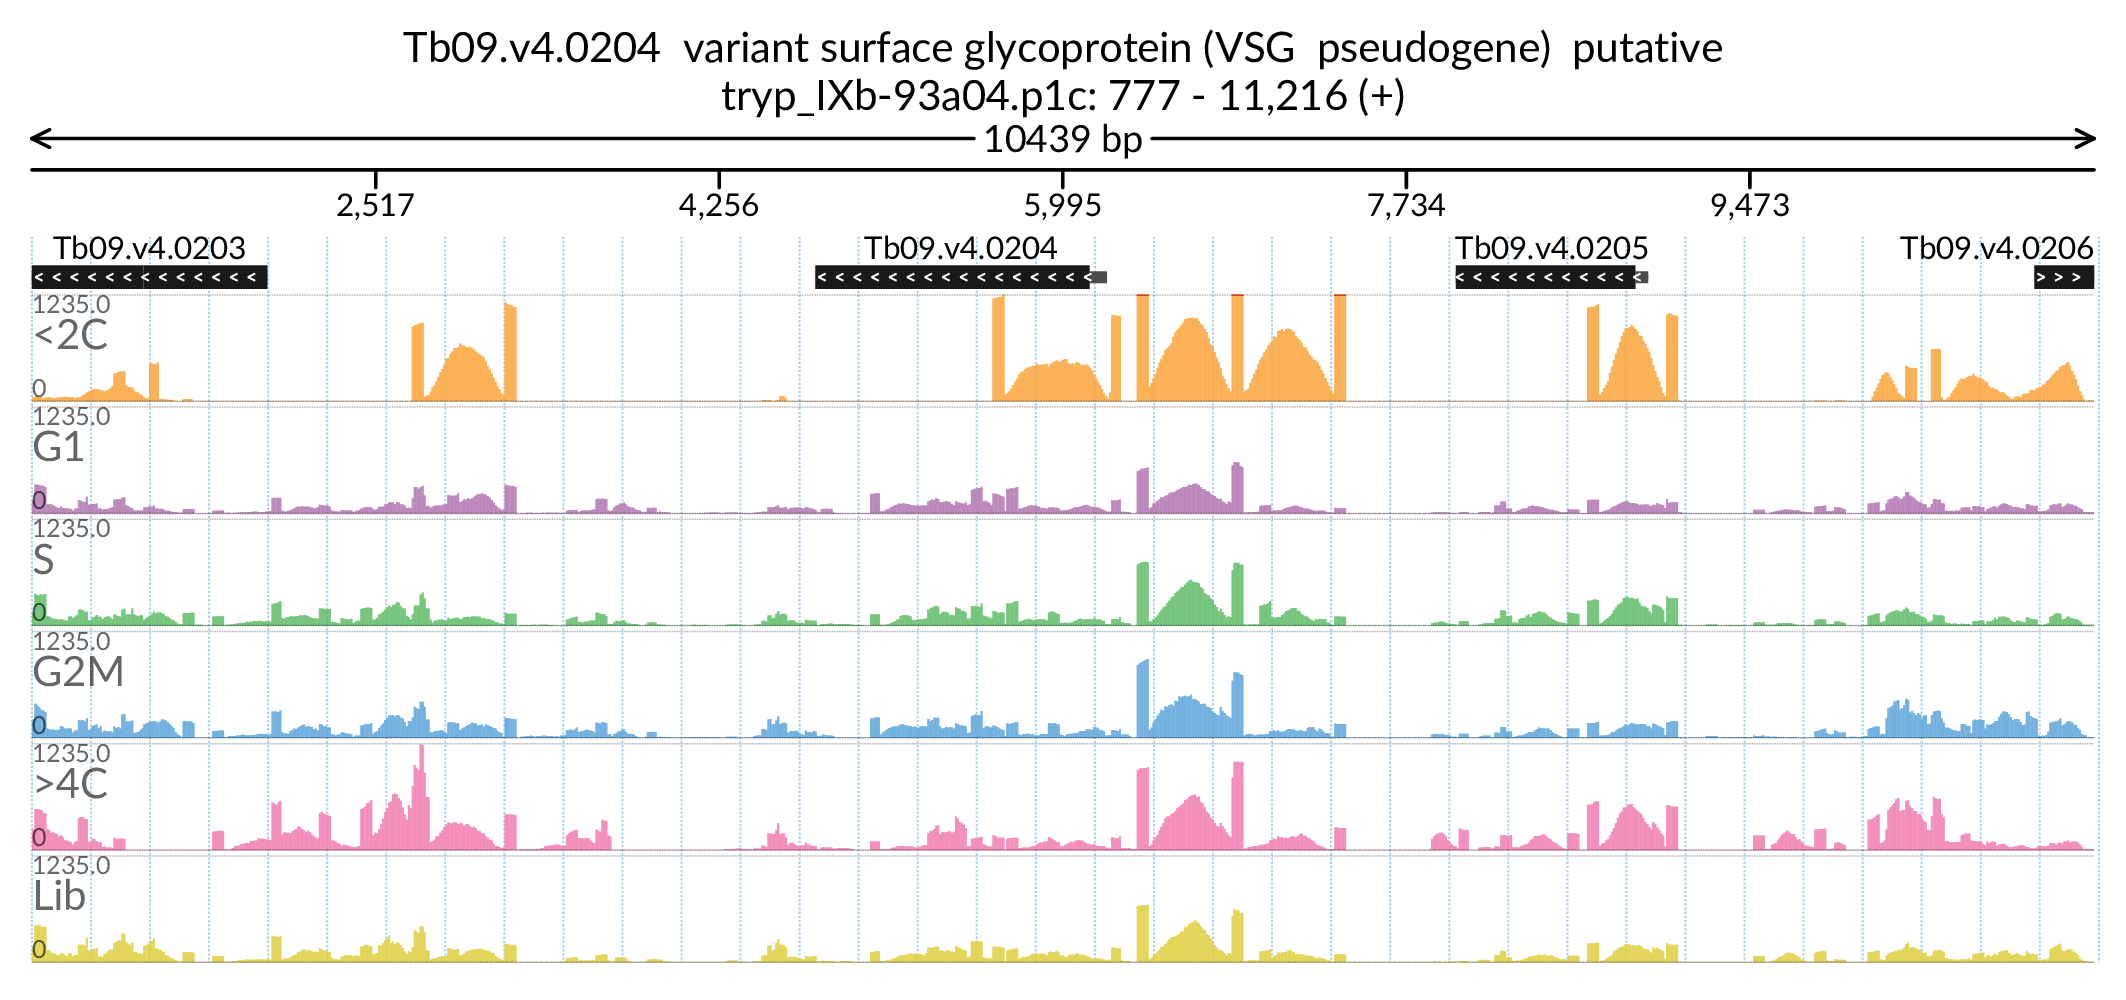 Tb09.v4.0204  variant surface glycoprotein (VSG  pseudogene)  putative
tryp_IXb-93a04.p1c: 777 - 11,216 (+)
10439 bp
2,517 4,256 5,995 7,734 9,473
Tb09.v4.0203 Tb09.v4.0204 Tb09.v4.0205 Tb09.v4.0206
1235.0
<2C
0
1235.0
G1
0
1235.0
S
0
1235.0
G2M
0
1235.0
>4C
0
1235.0
Lib
0